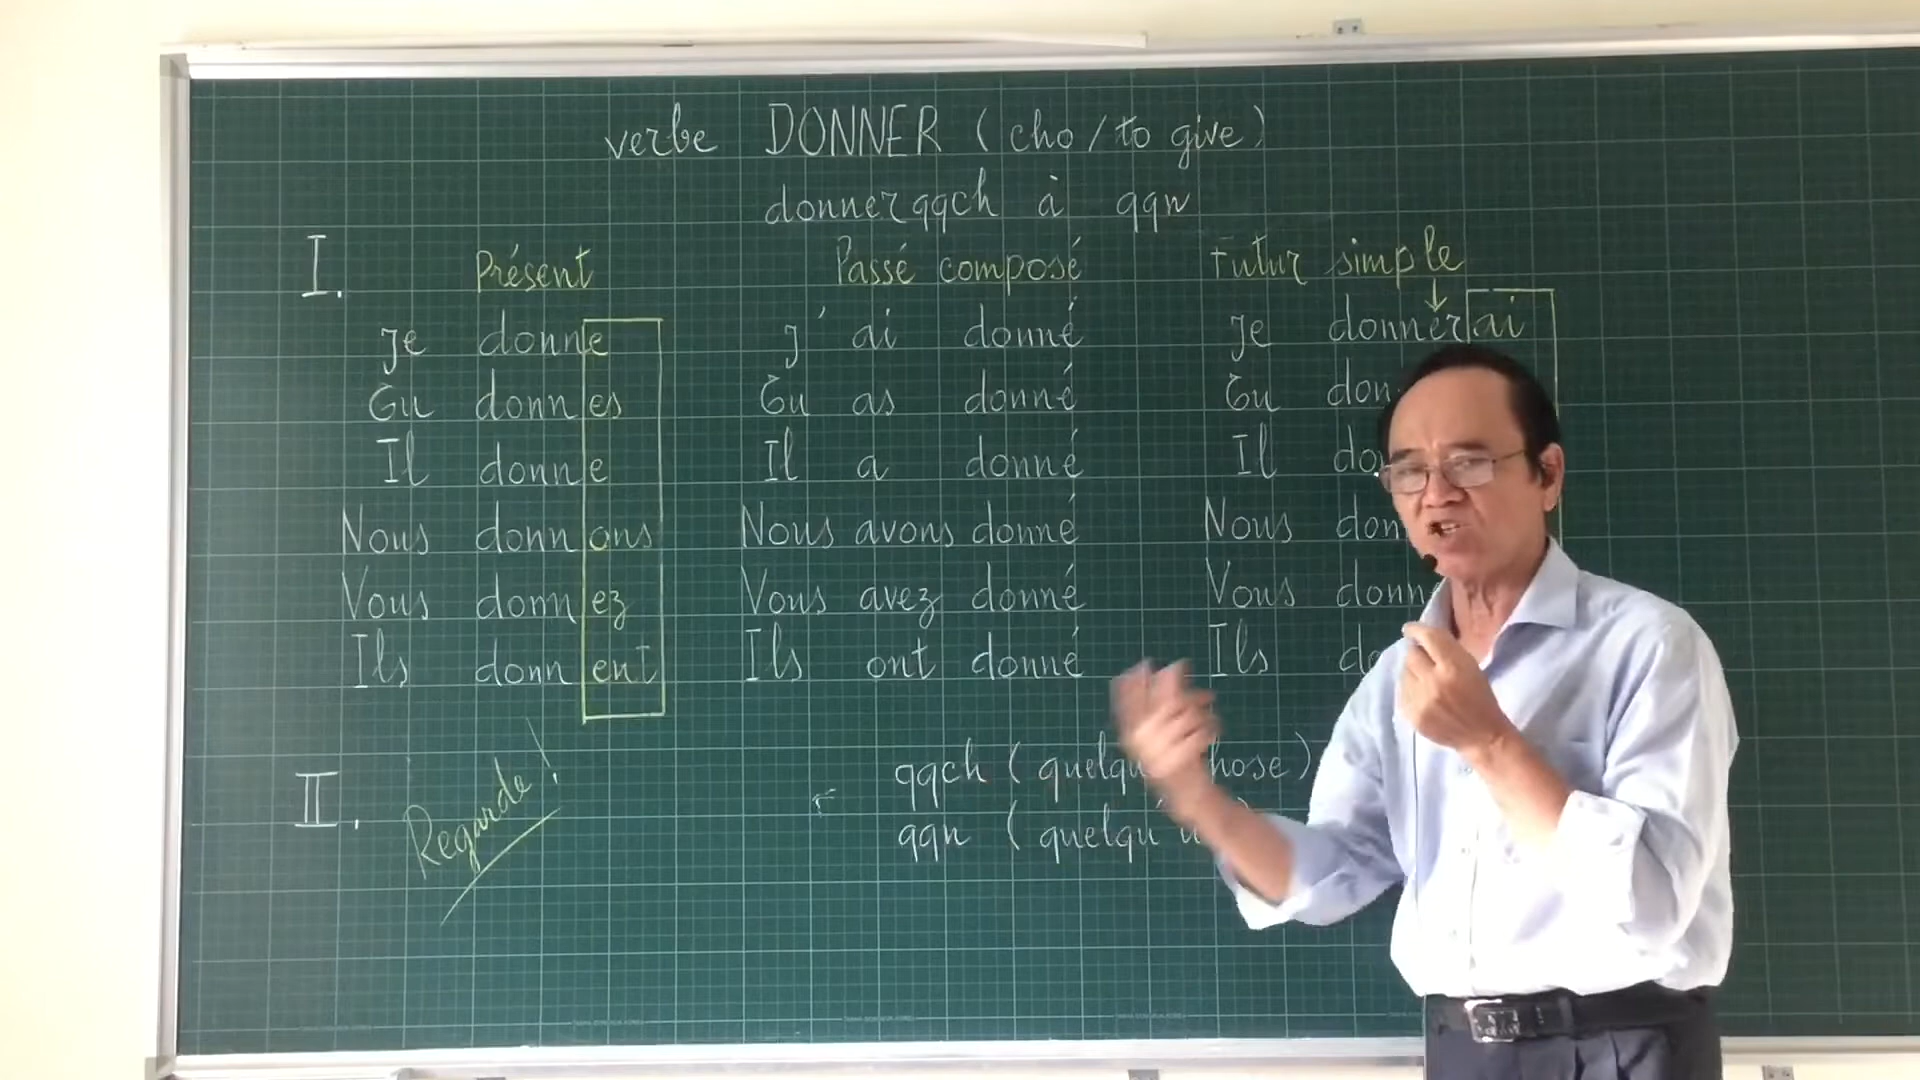 verbe DONNER (cho/to give)
donner qqch à qqn
I. Présent Passé composé Futur simple
Je donne J'ai donné Je donnerai
Tu donnes Tu as donné Tu
Il donne Il a donné Il
Nous donnons Nous avons donné Nous
Vous donnez Vous avez donné Vous
Ils donnent Ils ont donné Ils
II. Regarde!
qqch (
qqn (